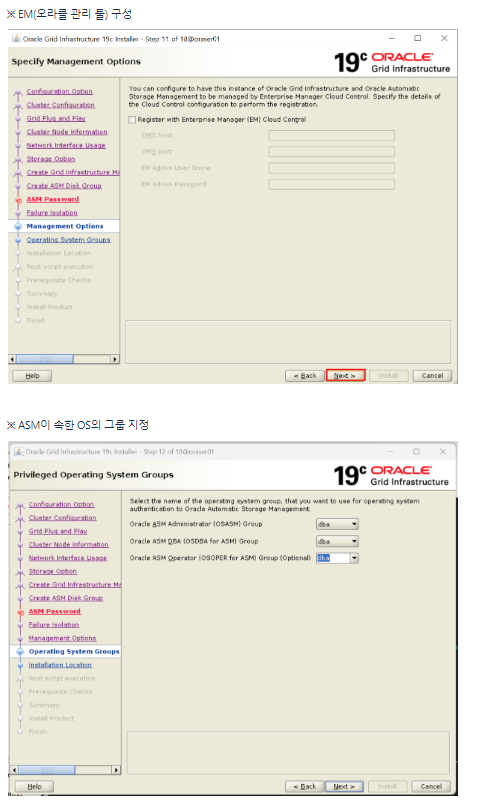 ※ EM(오라클 관리 툴) 구성
Oracle Grid Infrastructure 19c Installer - Step 11 of 18@oraser01
Specify Management Options
19c ORACLE
Grid Infrastructure
Configuration Option
Cluster Configuration
Grid Plug and Play
Cluster Node Information
Network Interface Usage
Storage Option
Create Grid Infrastructure Ma
Create ASM Disk Group
ASM Password
Failure Isolation
Management Options
Operating System Groups
Installation Location
Root script execution
Prerequisite Checks
Summary
Install Product
Finish
You can configure to have this instance of Oracle Grid Infrastructure and Oracle Automatic
Storage Management to be managed by Enterprise Manager Cloud Control. Specify the details of
the Cloud Control configuration to perform the registration.
Register with Enterprise Manager (EM) Cloud Control
OMS host:
OMS port:
EM Admin User Name:
EM Admin Password:
Help
< Back
Next >
Install
Cancel
※ ASM이 속한 OS의 그룹 지정
Oracle Grid Infrastructure 19c Installer - Step 12 of 18@oraser01
Privileged Operating System Groups
19c ORACLE
Grid Infrastructure
Configuration Option
Cluster Configuration
Grid Plug and Play
Cluster Node Information
Network Interface Usage
Storage Option
Create Grid Infrastructure Ma
Create ASM Disk Group
ASM Password
Failure Isolation
Management Options
Operating System Groups
Installation Location
Root script execution
Prerequisite Checks
Summary
Install Product
Finish
Select the name of the operating system group, that you want to use for operating system
authentication to Oracle Automatic Storage Management.
Oracle ASM Administrator (OSASM) Group dba
Oracle ASM DBA (OSDBA for ASM) Group dba
Oracle ASM Operator (OSOPER for ASM) Group (Optional) dba
Help
< Back
Next >
Install
Cancel